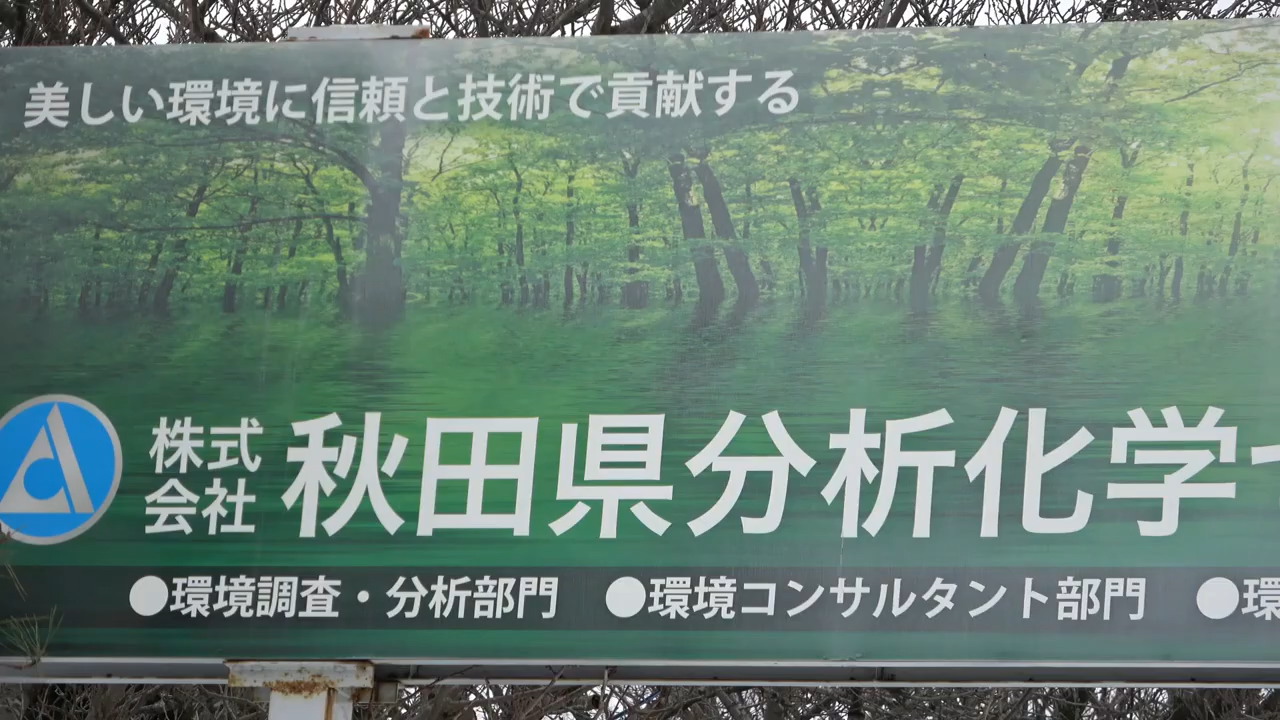 美しい環境に信頼と技術で貢献する
株式
会社
秋田県分析化学
●環境調査・分析部門 ●環境コンサルタント部門 ●環